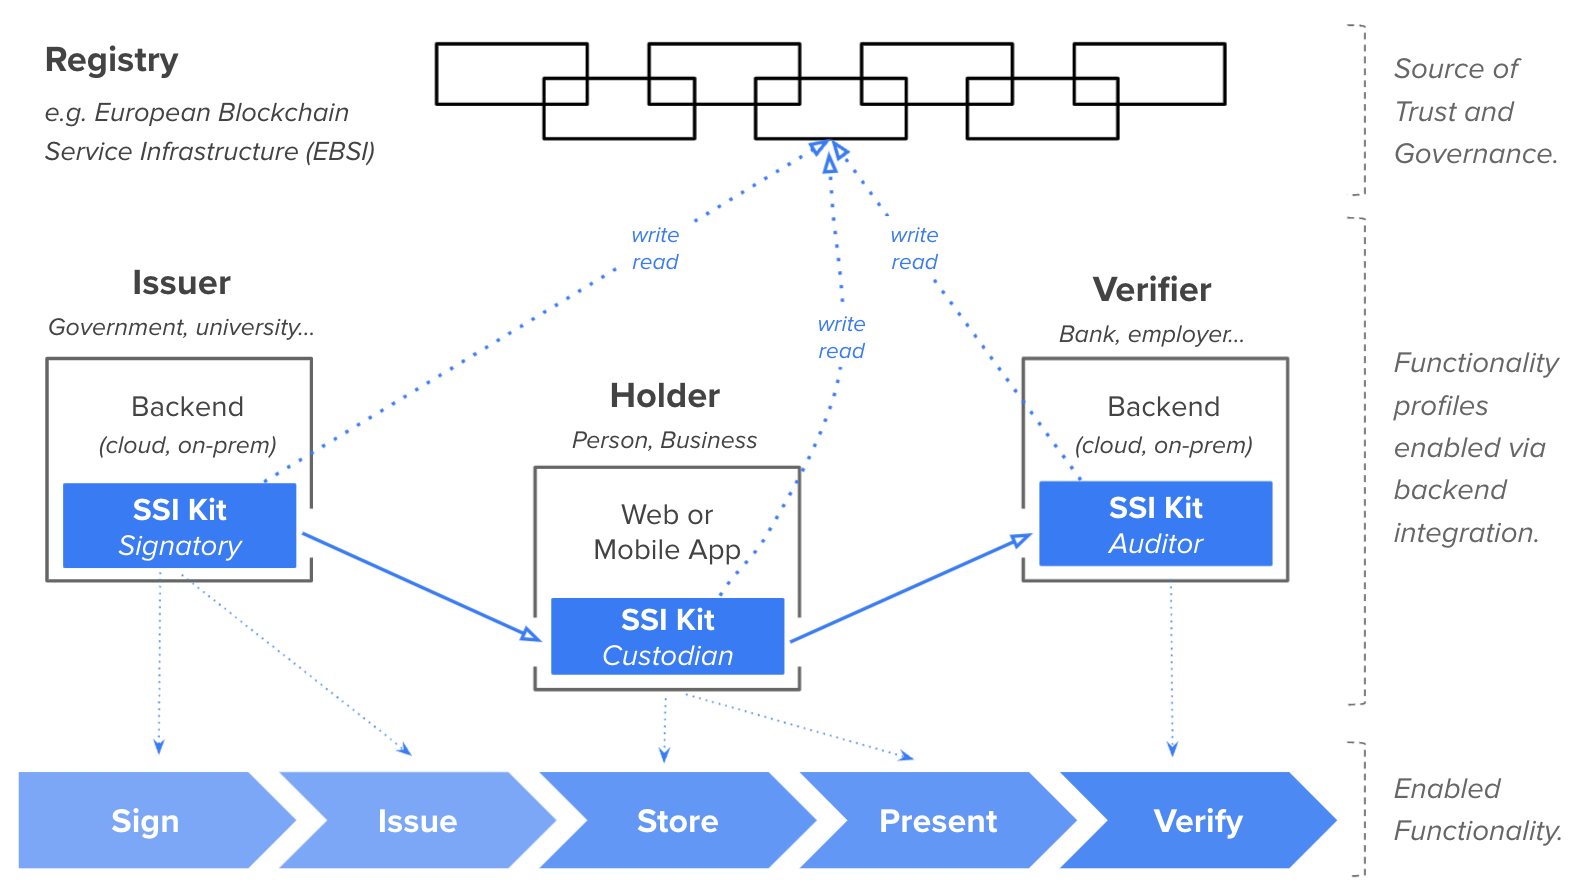 Registry
e.g. European Blockchain
Service Infrastructure (EBSI)
Source of
Trust and
Governance.
write
read
write
read
write
read
Issuer
Government, university...
Backend
(cloud, on-prem)
SSI Kit
Signatory
Holder
Person, Business
Web or
Mobile App
SSI Kit
Custodian
Verifier
Bank, employer...
Backend
(cloud, on-prem)
SSI Kit
Auditor
Functionality
profiles
enabled via
backend
integration.
Sign
Issue
Store
Present
Verify
Enabled
Functionality.